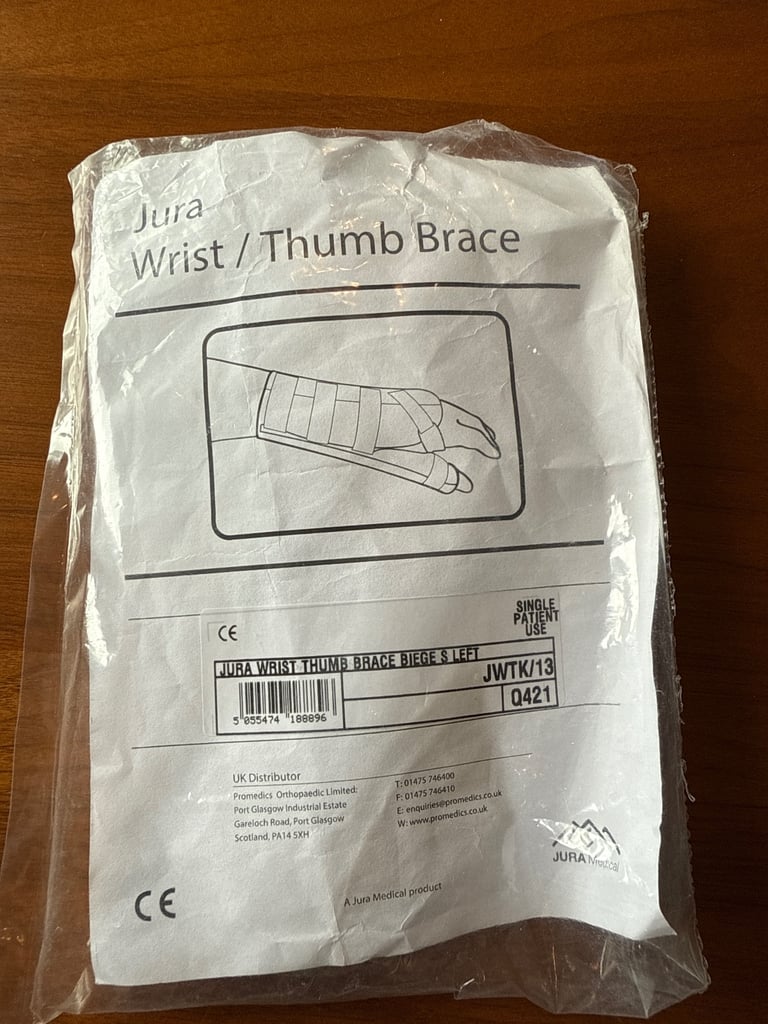 Jura
Wrist / Thumb Brace
CE
SINGLE
PATIENT
USE
JURA WRIST THUMB BRACE BIEGE S LEFT
JWTK/13
Q421
5 055474 188896
UK Distributor
Promedics Orthopaedic Limited:
Port Glasgow Industrial Estate
Gareloch Road, Port Glasgow
Scotland, PA14 5XH
T: 01475 746400
F: 01475 746410
E: enquiries@promedics.co.uk
W: www.promedics.co.uk
JURA Medical
CE
A Jura Medical product